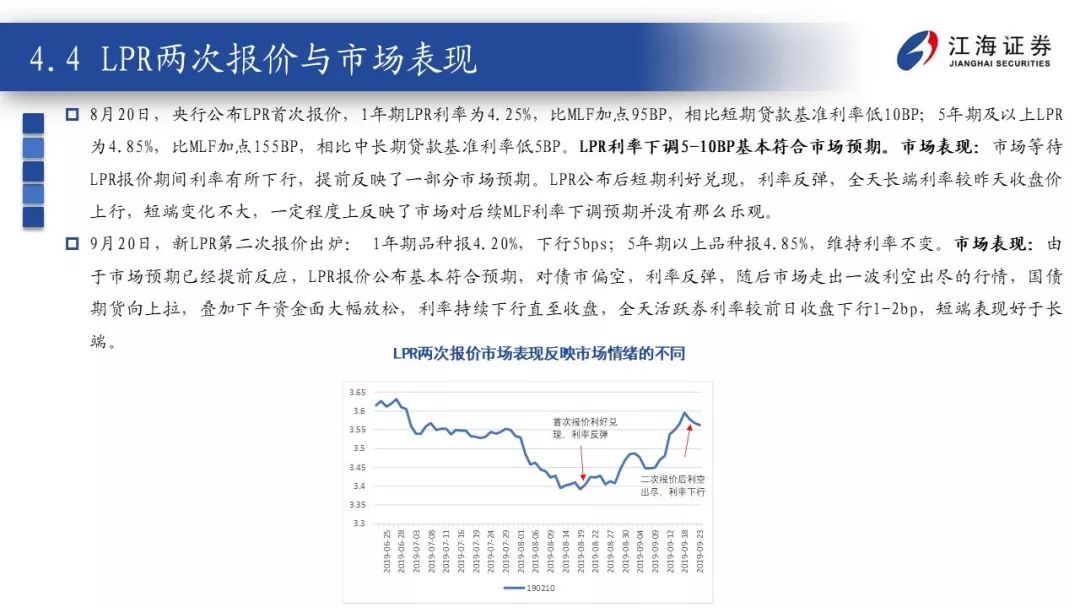 4.4 LPR两次报价与市场表现
江海证券
JIANGHAI SECURITIES
8月20日，央行公布LPR首次报价，1年期LPR利率为4.25%，比MLF加点95BP，相比短期贷款基准利率低10BP；5年期及以上LPR
为4.85%，比MLF加点155BP，相比中长期贷款基准利率低5BP。LPR利率下调5-10BP基本符合市场预期。市场表现：市场等待
LPR报价期间利率有所下行，提前反映了一部分市场预期。LPR公布后短期利好兑现，利率反弹，全天长端利率较昨天收盘价
上行，短端变化不大，一定程度上反映了市场对后续MLF利率下调预期并没有那么乐观。
9月20日，新LPR第二次报价出炉： 1年期品种报4.20%，下行5bps；5年期以上品种报4.85%，维持利率不变。市场表现：由
于市场预期已经提前反应，LPR报价公布基本符合预期，对债市偏空，利率反弹，随后市场走出一波利空出尽的行情，国债
期货向上拉，叠加下午资金面大幅放松，利率持续下行直至收盘，全天活跃券利率较前日收盘下行1-2bp，短端表现好于长
端。
LPR两次报价市场表现反映市场情绪的不同
3.65
3.6
3.55
3.5
3.45
3.4
3.35
3.3
首次报价利好兑
现，利率反弹
二次报价后利空
出尽，利率下行
2019-06-25
2019-06-28
2019-07-03
2019-07-08
2019-07-11
2019-07-16
2019-07-19
2019-07-24
2019-07-29
2019-08-01
2019-08-06
2019-08-09
2019-08-14
2019-08-19
2019-08-22
2019-08-27
2019-08-30
2019-09-04
2019-09-09
2019-09-12
2019-09-18
2019-09-23
190210